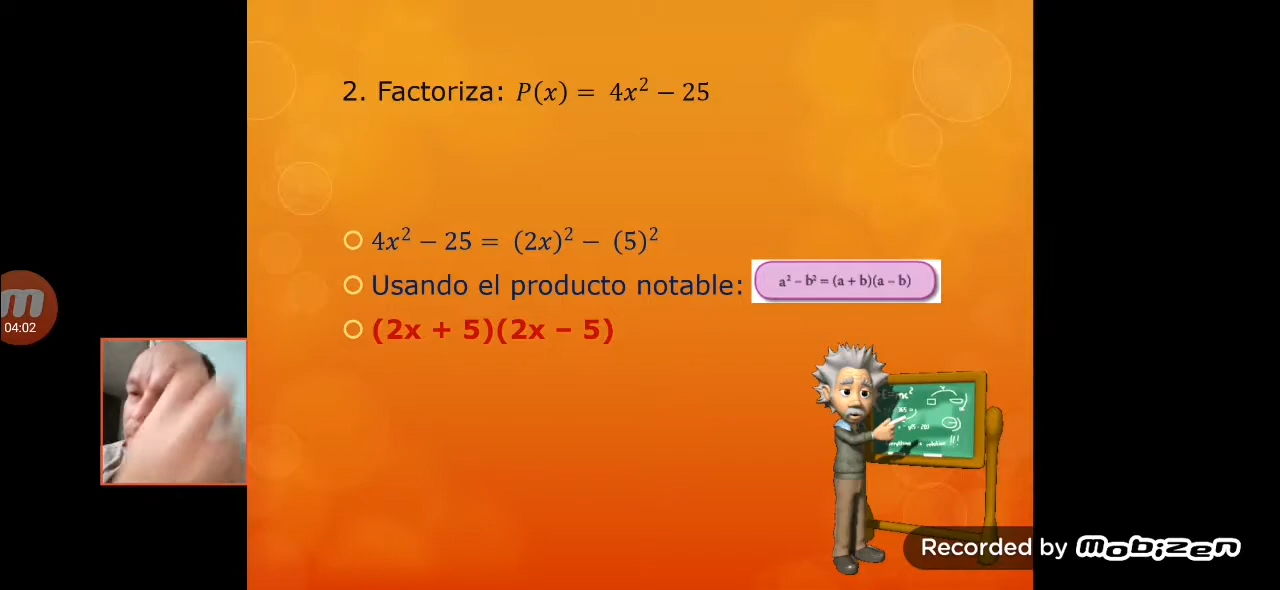 2. Factoriza: P(x) = 4x² − 25
4x² − 25 = (2x)² − (5)²
Usando el producto notable: a² − b² = (a + b)(a − b)
(2x + 5)(2x – 5)
04:02
Recorded by mobizen